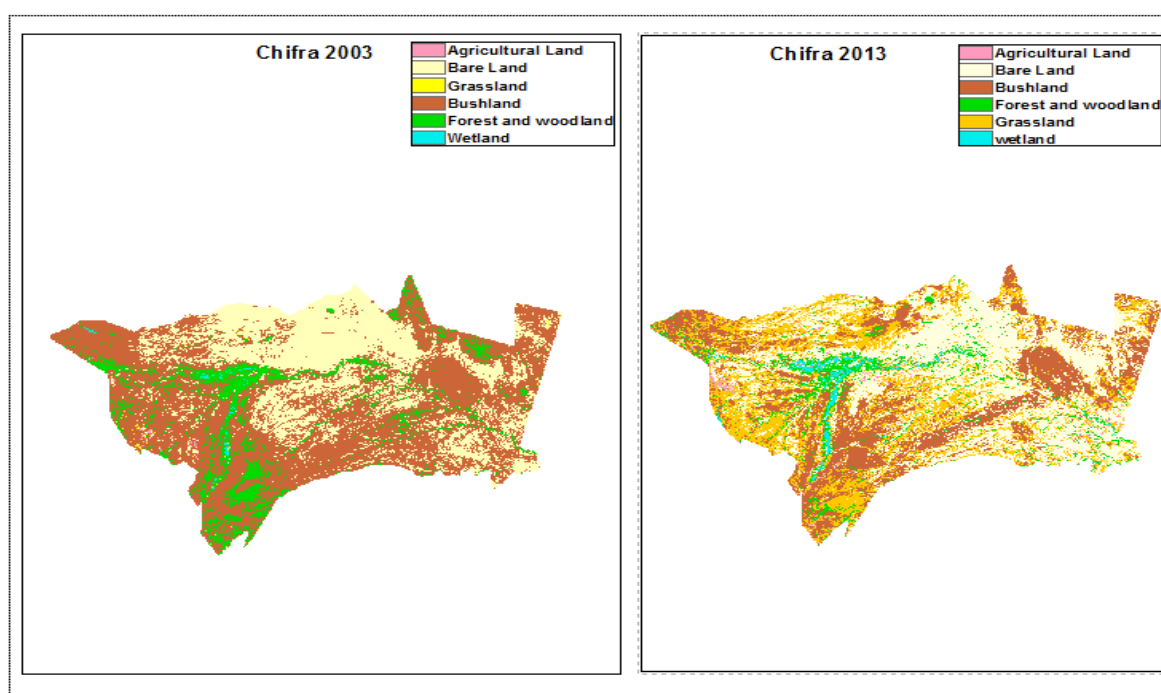 Chifra 2003
Agricultural Land
Bare Land
Grassland
Bushland
Forest and woodland
Wetland
Chifra 2013
Agricultural Land
Bare Land
Bushland
Forest and woodland
Grassland
wetland